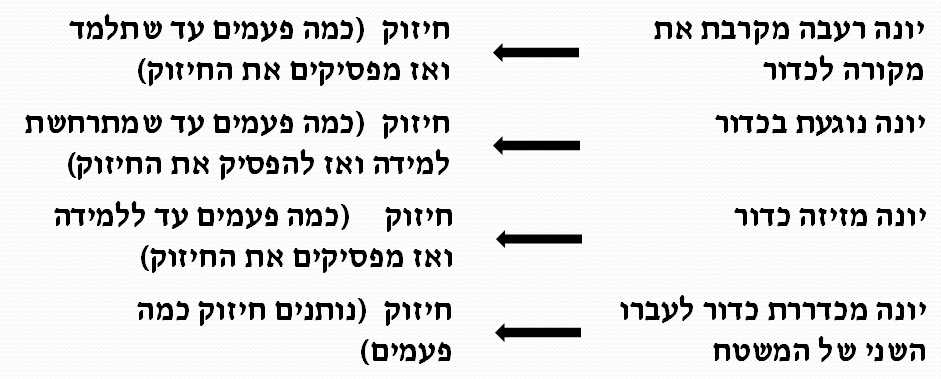 יונה רעבה מקרבת את
מקורה לכדור
חיזוק (כמה פעמים עד שתלמד
ואז מפסיקים את החיזוק)
יונה נוגעת בכדור
חיזוק (כמה פעמים עד שמתרחשת
למידה ואז להפסיק את החיזוק)
יונה מזיזה כדור
חיזוק (כמה פעמים עד ללמידה
ואז מפסיקים את החיזוק)
יונה מכדררת כדור לעברו
השני של המשטח
חיזוק (נותנים חיזוק כמה
פעמים)